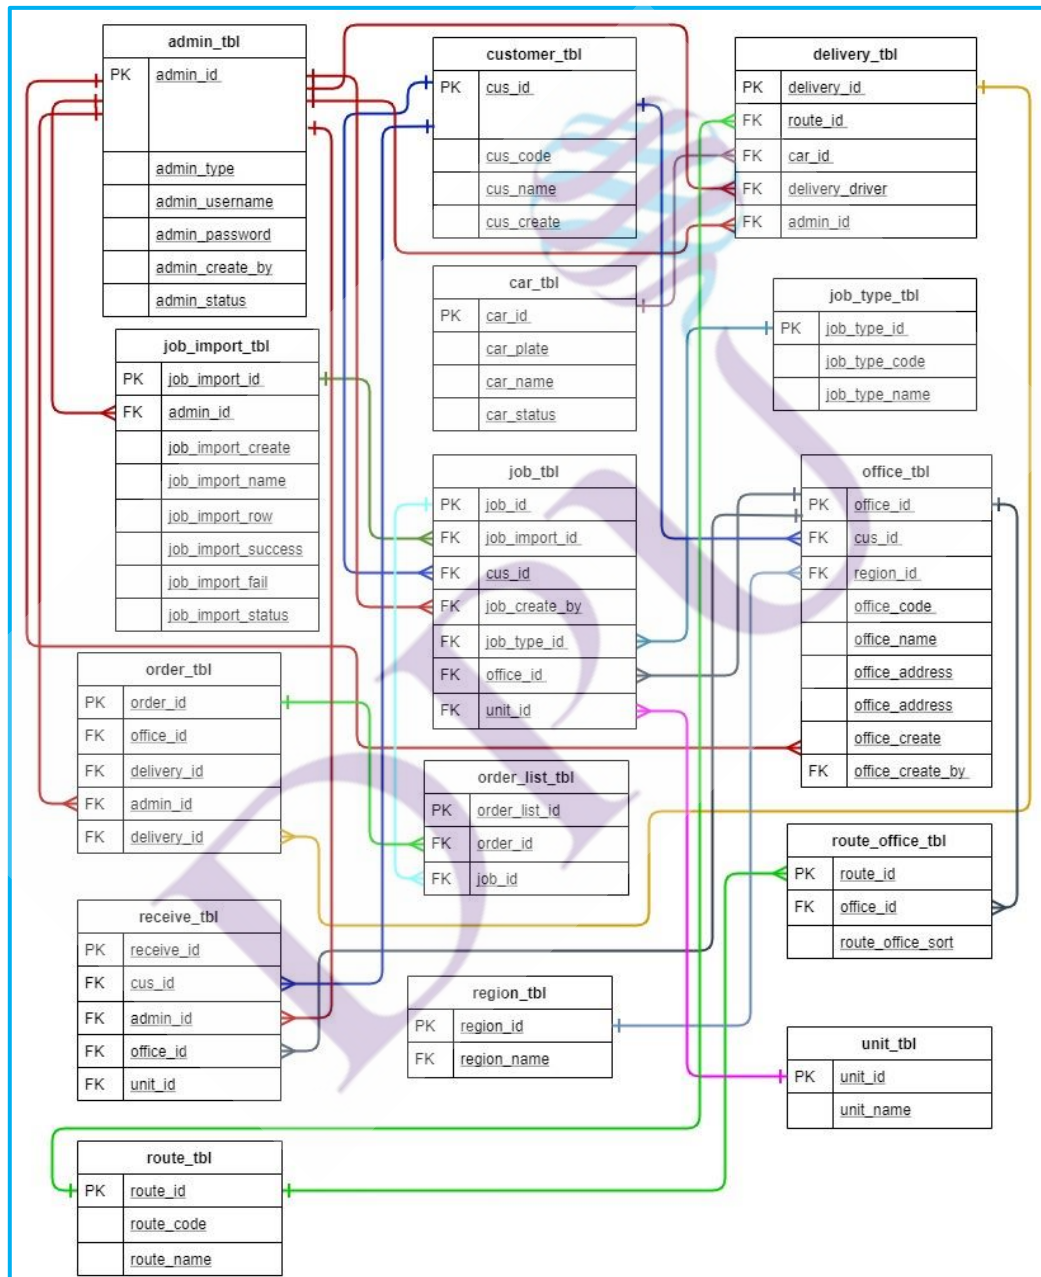 admin_tbl
PK admin_id
admin_type
admin_username
admin_password
admin_create_by
admin_status
customer_tbl
PK cus_id
cus_code
cus_name
cus_create
delivery_tbl
PK delivery_id
FK route_id
FK car_id
FK delivery_driver
FK admin_id
car_tbl
PK car_id
car_plate
car_name
car_status
job_type_tbl
PK job_type_id
job_type_code
job_type_name
job_import_tbl
PK job_import_id
FK admin_id
job_import_create
job_import_name
job_import_row
job_import_success
job_import_fail
job_import_status
job_tbl
PK job_id
FK job_import_id
FK cus_id
FK job_create_by
FK job_type_id
FK office_id
FK unit_id
office_tbl
PK office_id
FK cus_id
FK region_id
office_code
office_name
office_address
office_address
office_create
FK office_create_by
order_tbl
PK order_id
FK office_id
FK delivery_id
FK admin_id
FK delivery_id
order_list_tbl
PK order_list_id
FK order_id
FK job_id
route_office_tbl
PK route_id
FK office_id
route_office_sort
receive_tbl
PK receive_id
FK cus_id
FK admin_id
FK office_id
FK unit_id
region_tbl
PK region_id
FK region_name
unit_tbl
PK unit_id
unit_name
route_tbl
PK route_id
route_code
route_name
DPU